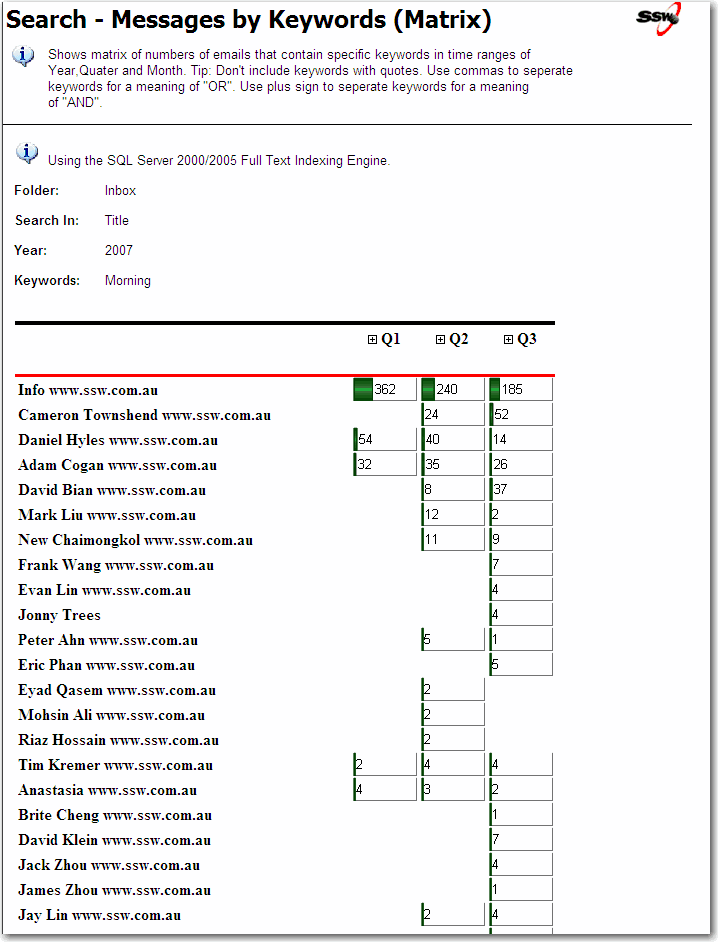 Search - Messages by Keywords (Matrix)
SSW
Shows matrix of numbers of emails that contain specific keywords in time ranges of
Year,Quater and Month. Tip: Don't include keywords with quotes. Use commas to seperate
keywords for a meaning of "OR". Use plus sign to seperate keywords for a meaning
of "AND".
Using the SQL Server 2000/2005 Full Text Indexing Engine.
Folder: Inbox
Search In: Title
Year: 2007
Keywords: Morning
Q1 Q2 Q3
Info www.ssw.com.au 362 240 185
Cameron Townshend www.ssw.com.au 24 52
Daniel Hyles www.ssw.com.au 54 40 14
Adam Cogan www.ssw.com.au 32 35 26
David Bian www.ssw.com.au 8 37
Mark Liu www.ssw.com.au 12 2
New Chaimongkol www.ssw.com.au 11 9
Frank Wang www.ssw.com.au 7
Evan Lin www.ssw.com.au 4
Jonny Trees 4
Peter Ahn www.ssw.com.au 5 1
Eric Phan www.ssw.com.au 5
Eyad Qasem www.ssw.com.au 2
Mohsin Ali www.ssw.com.au 2
Riaz Hossain www.ssw.com.au 2
Tim Kremer www.ssw.com.au 2 4 4
Anastasia www.ssw.com.au 4 3 2
Brite Cheng www.ssw.com.au 1
David Klein www.ssw.com.au 7
Jack Zhou www.ssw.com.au 4
James Zhou www.ssw.com.au 1
Jay Lin www.ssw.com.au 2 4